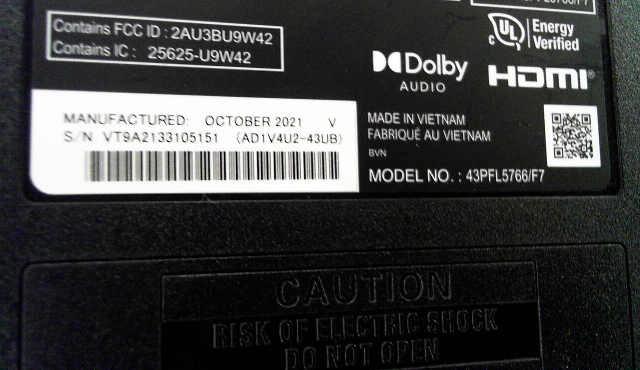 Contains FCC ID : 2AU3BU9W42
Contains IC : 25625-U9W42
C UL US
Energy
Verified
Dolby
AUDIO
HDMI®
MANUFACTURED: OCTOBER 2021 V
S/N VT9A2133105151 (AD1V4U2-43UB)
MADE IN VIETNAM
FABRIQUÉ AU VIETNAM
BVN
MODEL NO. : 43PFL5766/F7
CAUTION
RISK OF ELECTRIC SHOCK
DO NOT OPEN